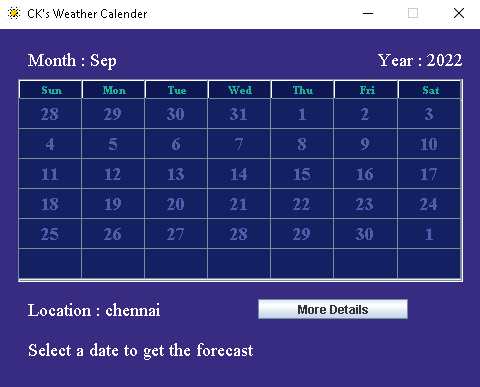 CK's Weather Calender
Month : Sep Year : 2022
Sun Mon Tue Wed Thu Fri Sat
28 29 30 31 1 2 3
4 5 6 7 8 9 10
11 12 13 14 15 16 17
18 19 20 21 22 23 24
25 26 27 28 29 30 1
Location : chennai More Details
Select a date to get the forecast